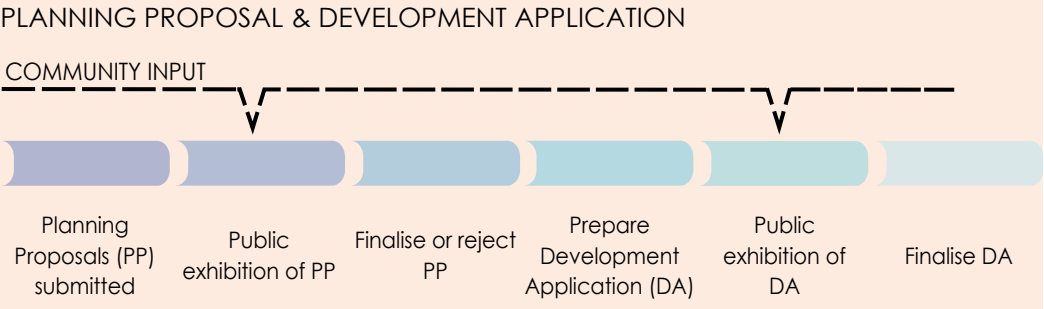 PLANNING PROPOSAL & DEVELOPMENT APPLICATION
COMMUNITY INPUT
Planning
Proposals (PP)
submitted
Public
exhibition of PP
Finalise or reject
PP
Prepare
Development
Application (DA)
Public
exhibition of
DA
Finalise DA